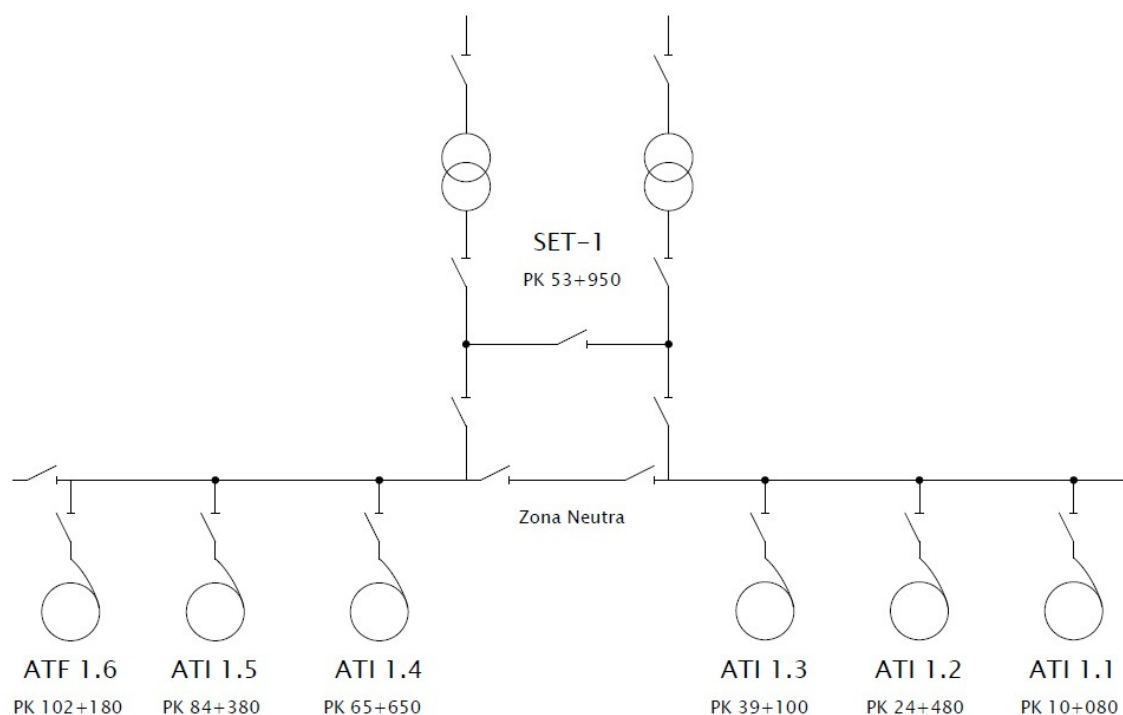 SET-1
PK 53+950
Zona Neutra
ATF 1.6
PK 102+180
ATI 1.5
PK 84+380
ATI 1.4
PK 65+650
ATI 1.3
PK 39+100
ATI 1.2
PK 24+480
ATI 1.1
PK 10+080